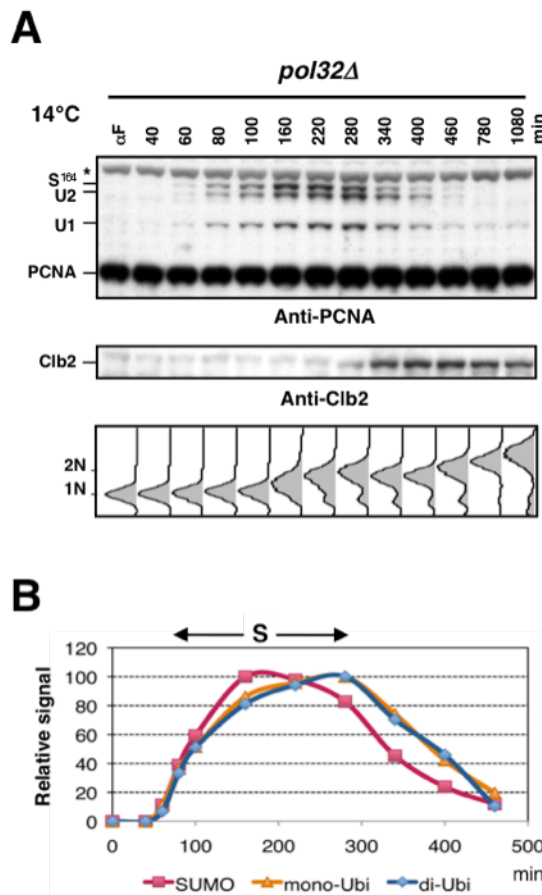 A
pol32Δ
14°C
αF 40 60 80 100 160 220 280 340 400 460 780 1080 min
*
S164
U2
U1
PCNA
Anti-PCNA
Clb2
Anti-Clb2
2N
1N
B
S
120
100
80
60
40
20
0
Relative signal
0 100 200 300 400 500
min
SUMO mono-Ubi di-Ubi